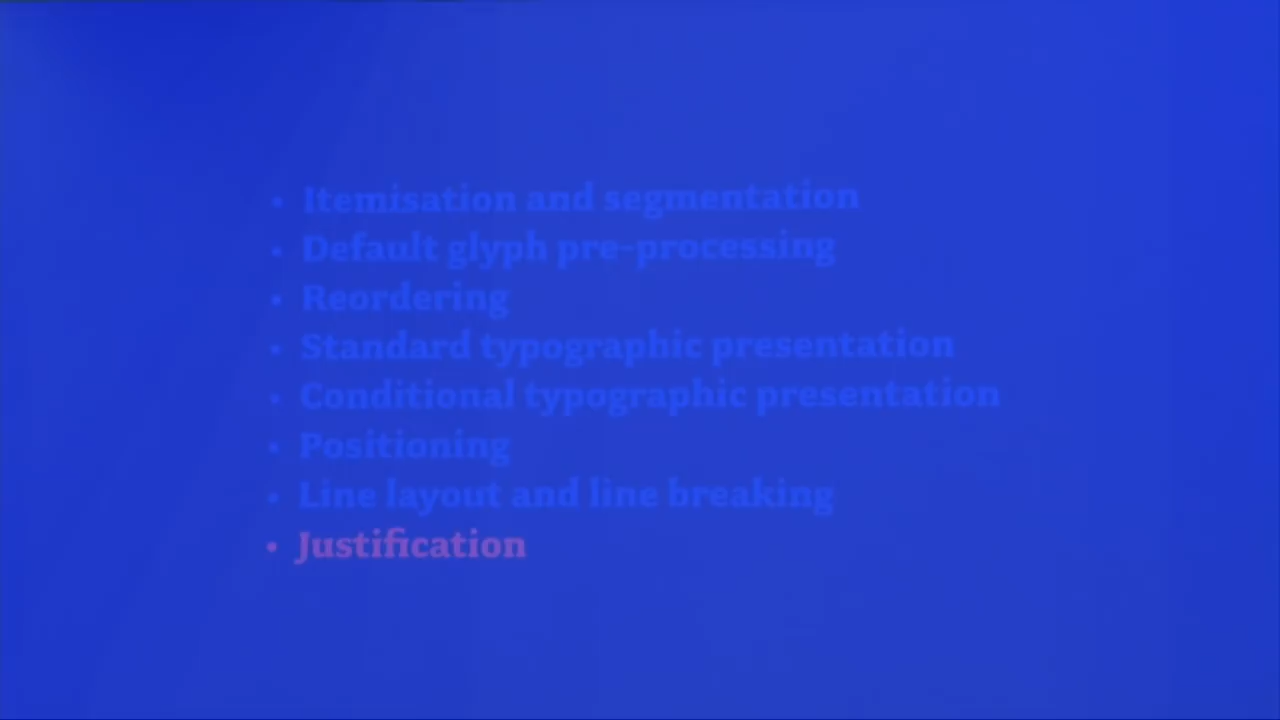 • Itemisation and segmentation
• Default glyph pre-processing
• Reordering
• Standard typographic presentation
• Conditional typographic presentation
• Positioning
• Line layout and line breaking
• Justification